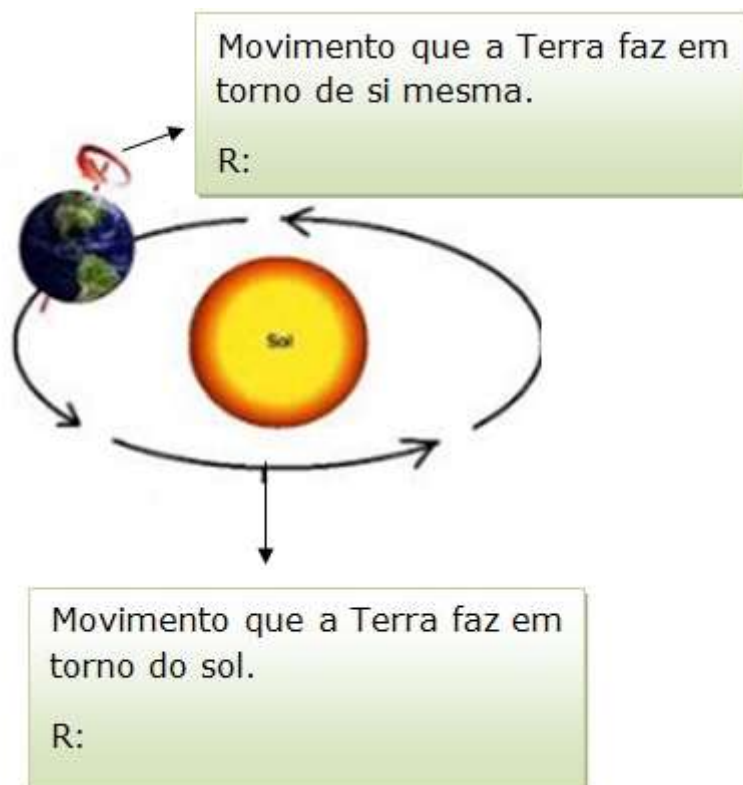 Movimento que a Terra faz em
torno de si mesma.
R:
Sol
Movimento que a Terra faz em
torno do sol.
R: